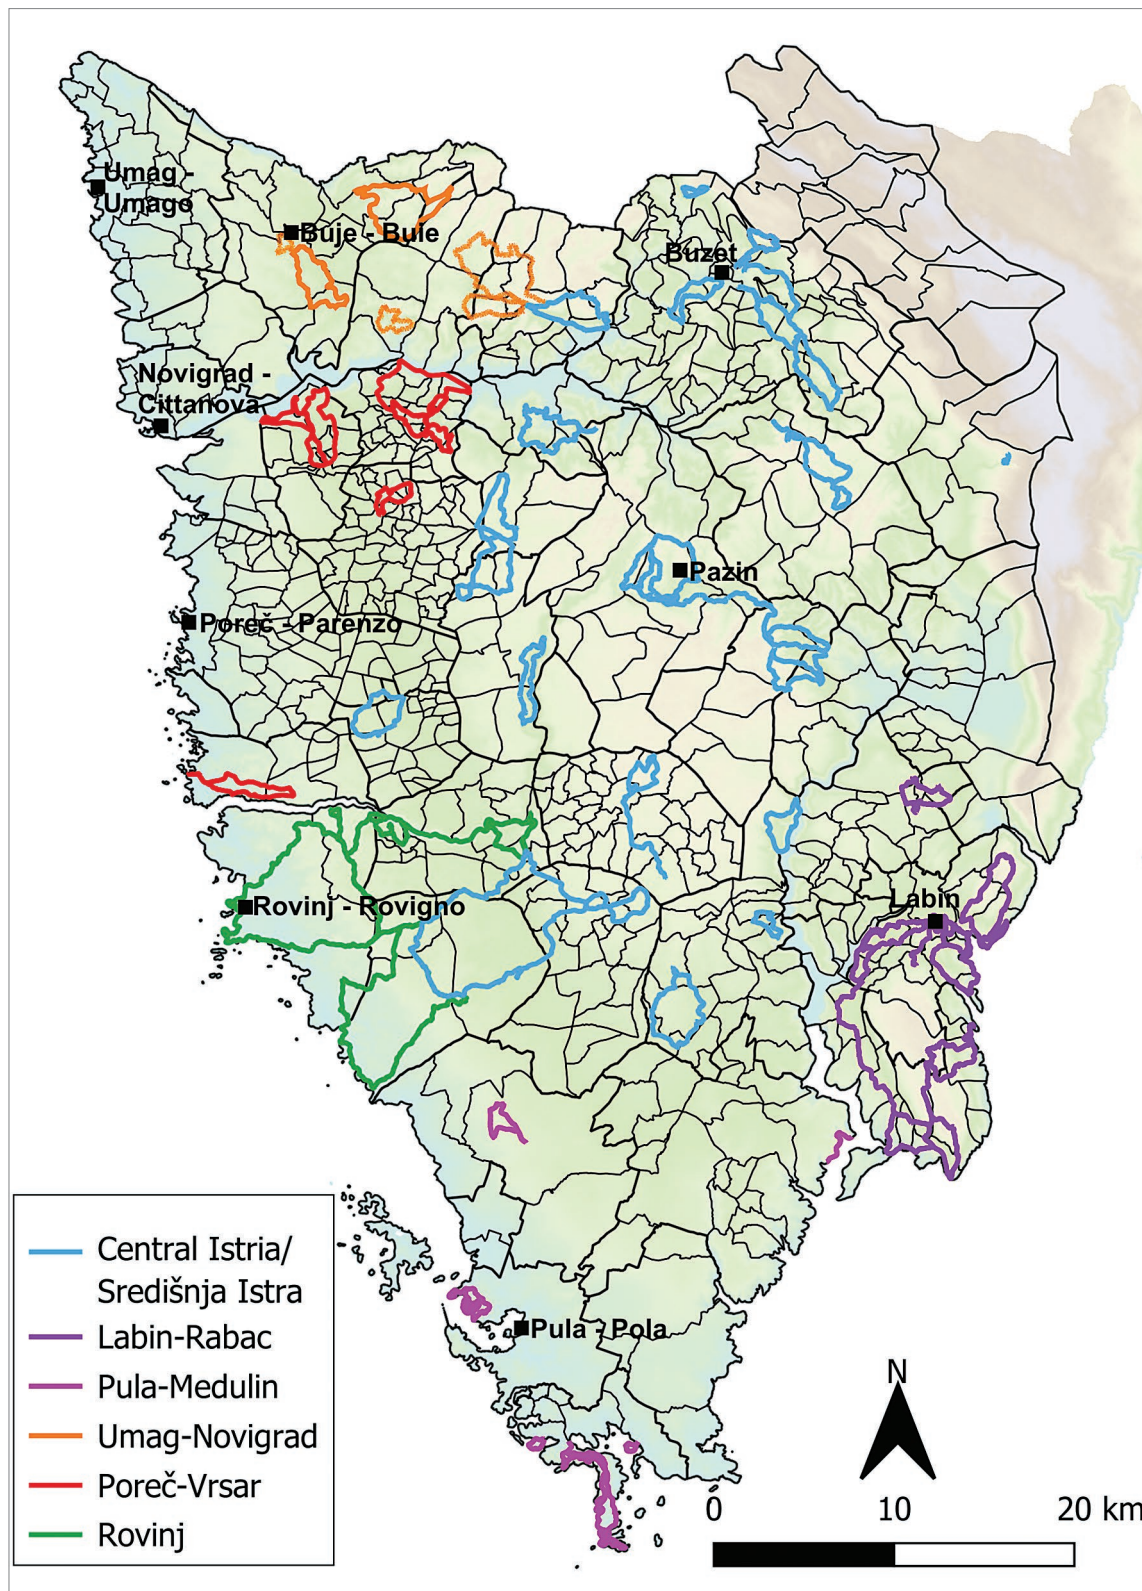 Umag -
Umago
Buje - Buie
Buzet
Novigrad -
Cittanova
Pazin
Poreč - Parenzo
Rovinj - Rovigno
Labin
Pula - Pola
Central Istria/
Središnja Istra
Labin-Rabac
Pula-Medulin
Umag-Novigrad
Poreč-Vrsar
Rovinj
N
0 10 20 km